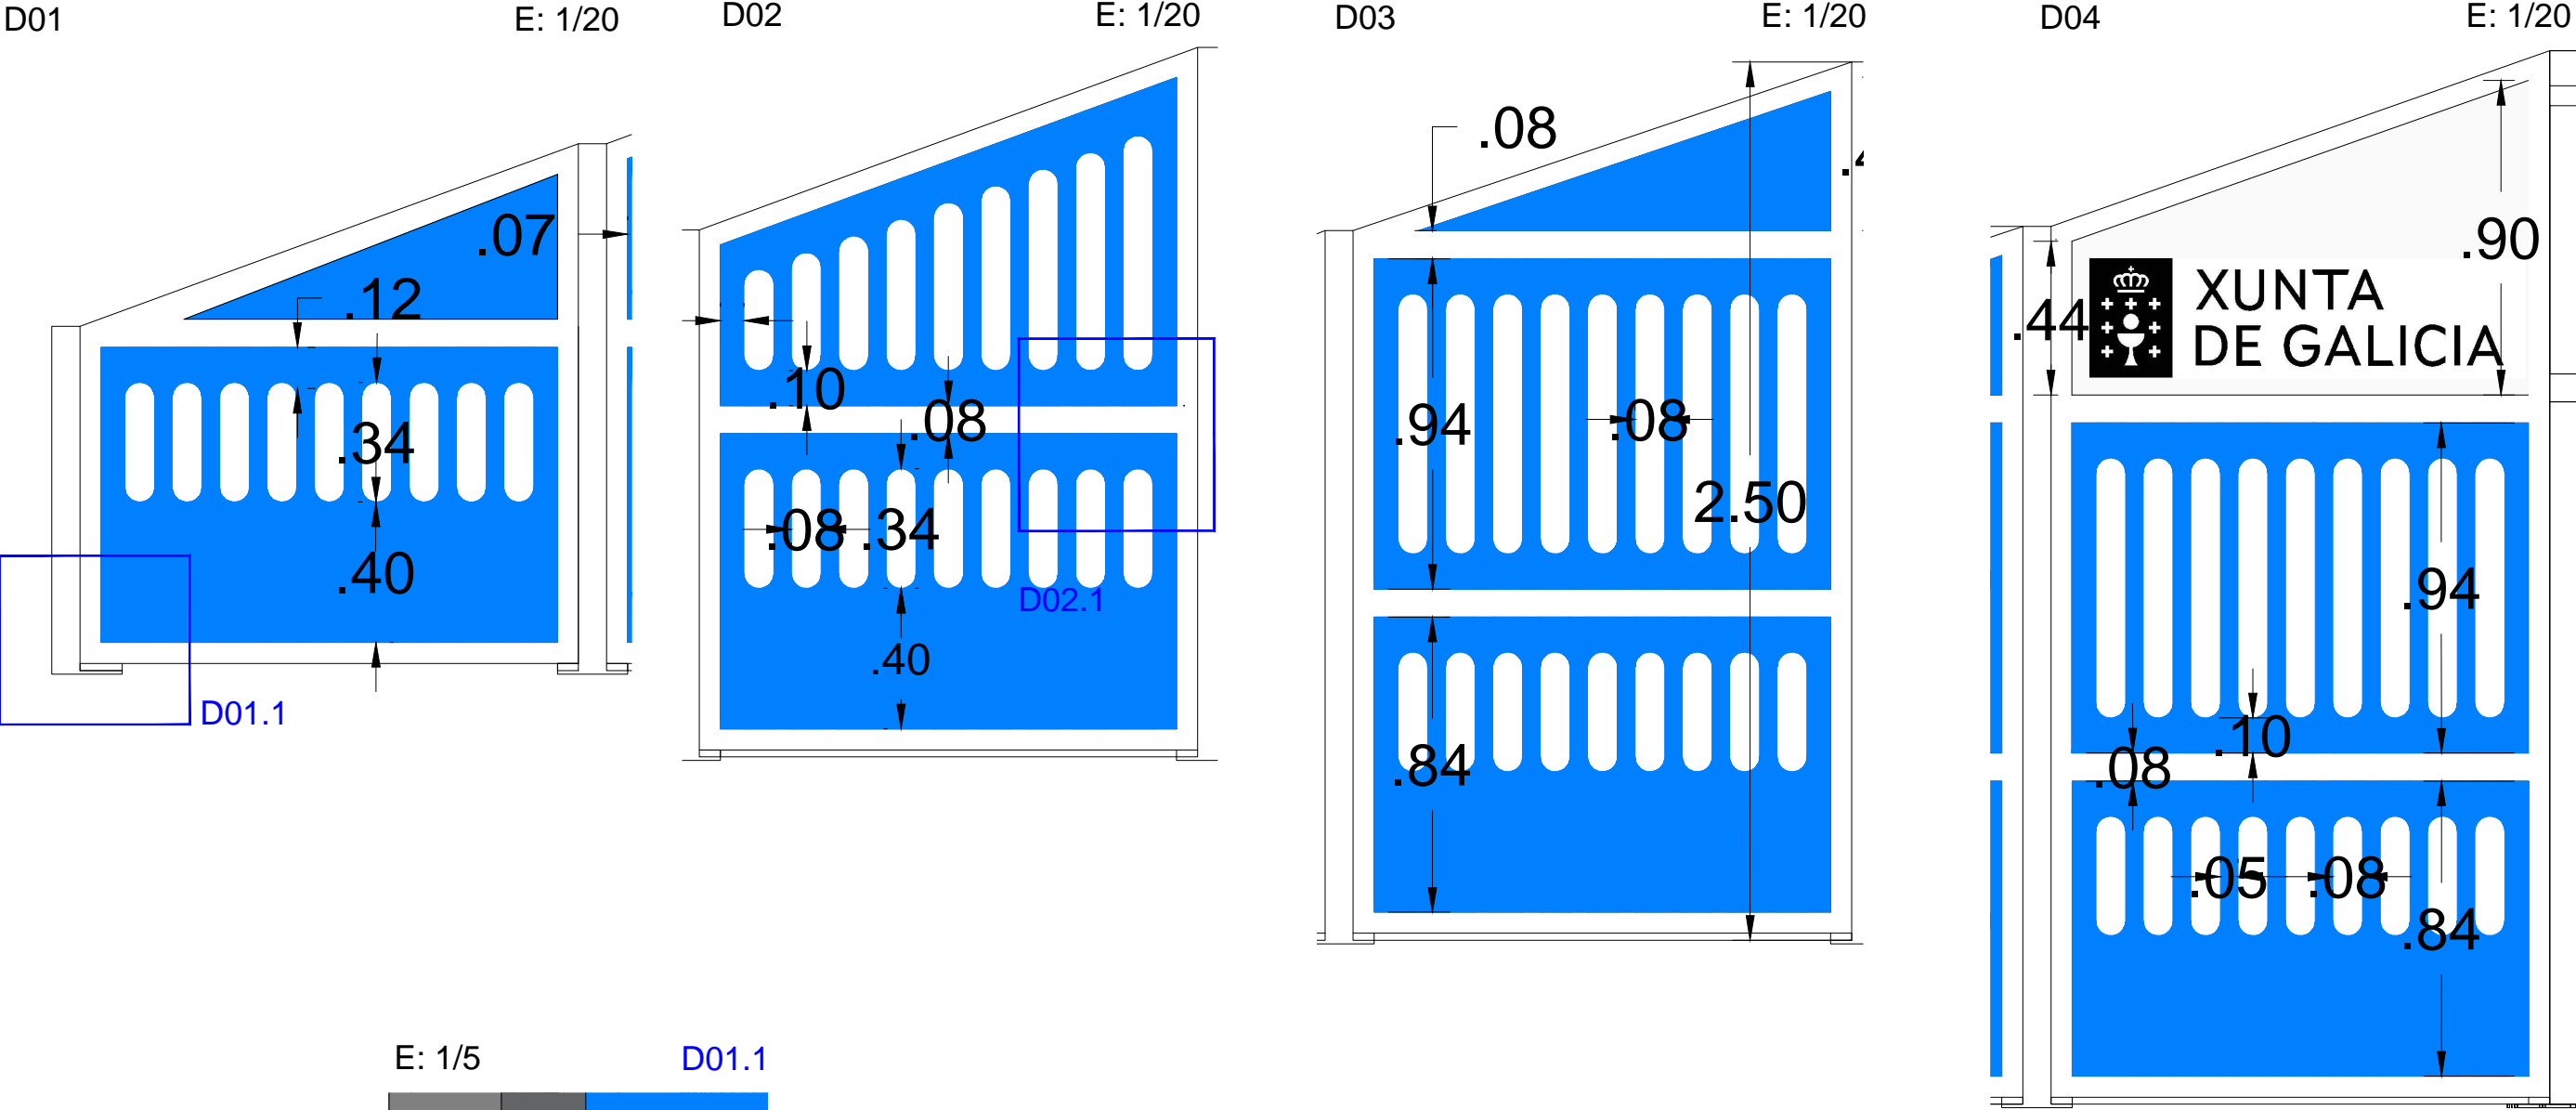 D01
E: 1/20
.07
.12
.34
.40
D01.1
D02
E: 1/20
.10
.08
.08
.34
D02.1
.40
D03
E: 1/20
.08
.94
.08
2.50
.84
D04
E: 1/20
.90
.44
XUNTA
DE GALICIA
.94
.10
.08
.05
.08
.84
E: 1/5
D01.1